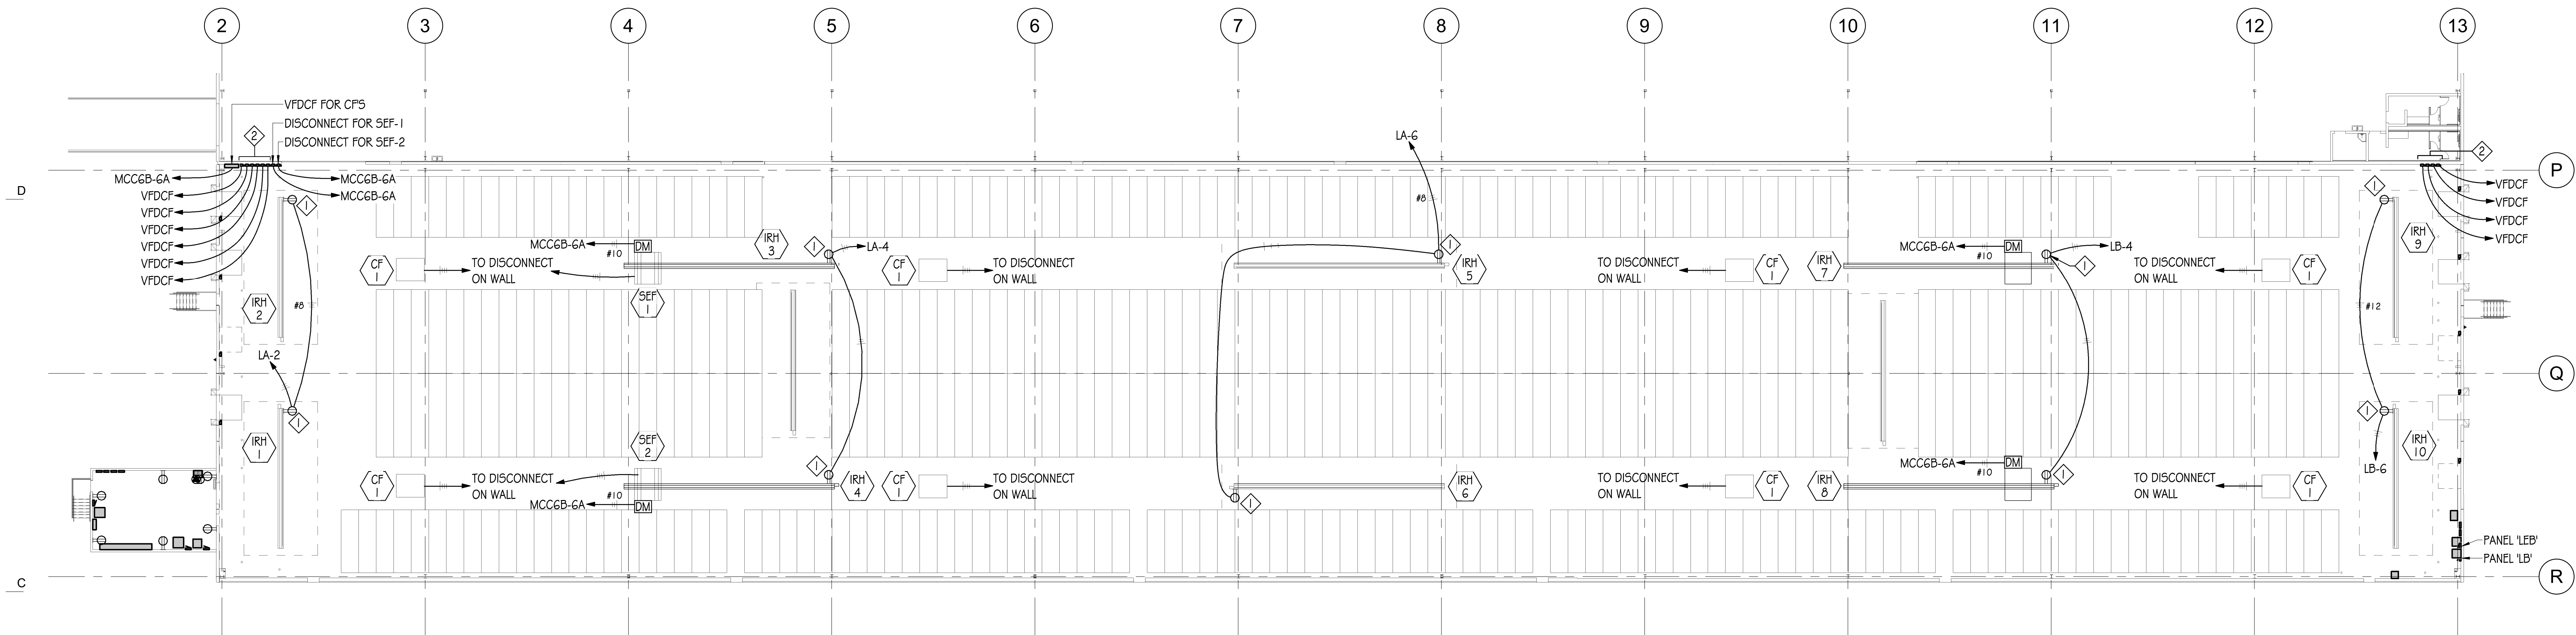 2 3 4 5 6 7 8 9 10 11 12 13
VFDCF FOR CFS
DISCONNECT FOR SEF-1
DISCONNECT FOR SEF-2
2
LA-6
2
D
P
MCC6B-6A
MCC6B-6A
MCC6B-6A
VFDCF
VFDCF
VFDCF
VFDCF
VFDCF
VFDCF
VFDCF
VFDCF
VFDCF
VFDCF
1
#8
1
MCC6B-6A
DM
#10
IRH
3
1
LA-4
1
MCC6B-6A
DM
#10
LB-4
1
IRH
9
CF
1
TO DISCONNECT
ON WALL
CF
1
TO DISCONNECT
ON WALL
IRH
5
TO DISCONNECT
ON WALL
CF
1
IRH
7
TO DISCONNECT
ON WALL
CF
1
IRH
2
#8
SEF
1
#12
LA-2
Q
1
1
IRH
1
SEF
2
IRH
10
CF
1
TO DISCONNECT
ON WALL
#10
MCC6B-6A
DM
1
IRH
4
CF
1
TO DISCONNECT
ON WALL
1
IRH
6
TO DISCONNECT
ON WALL
CF
1
IRH
8
MCC6B-6A
DM
#10
1
TO DISCONNECT
ON WALL
CF
1
LB-6
PANEL 'LEB'
PANEL 'LB'
C
R